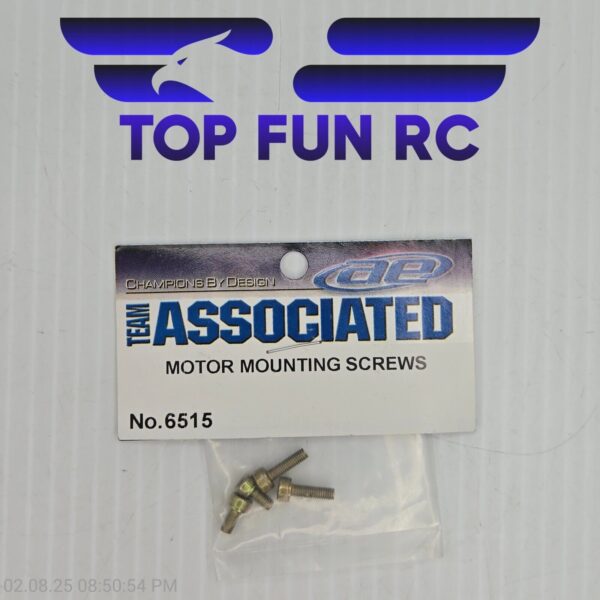 TOP FUN RC
CHAMPIONS BY DESIGN
ae
TEAM
ASSOCIATED
MOTOR MOUNTING SCREWS
No.6515
-02.08.25 08:50:54 PM